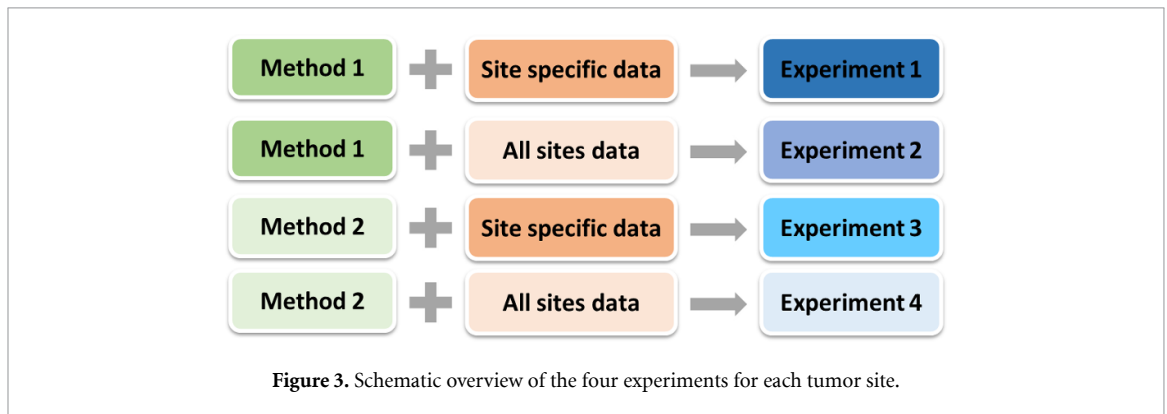 Method 1 + Site specific data Experiment 1
Method 1 + All sites data Experiment 2
Method 2 + Site specific data Experiment 3
Method 2 + All sites data Experiment 4
Figure 3. Schematic overview of the four experiments for each tumor site.